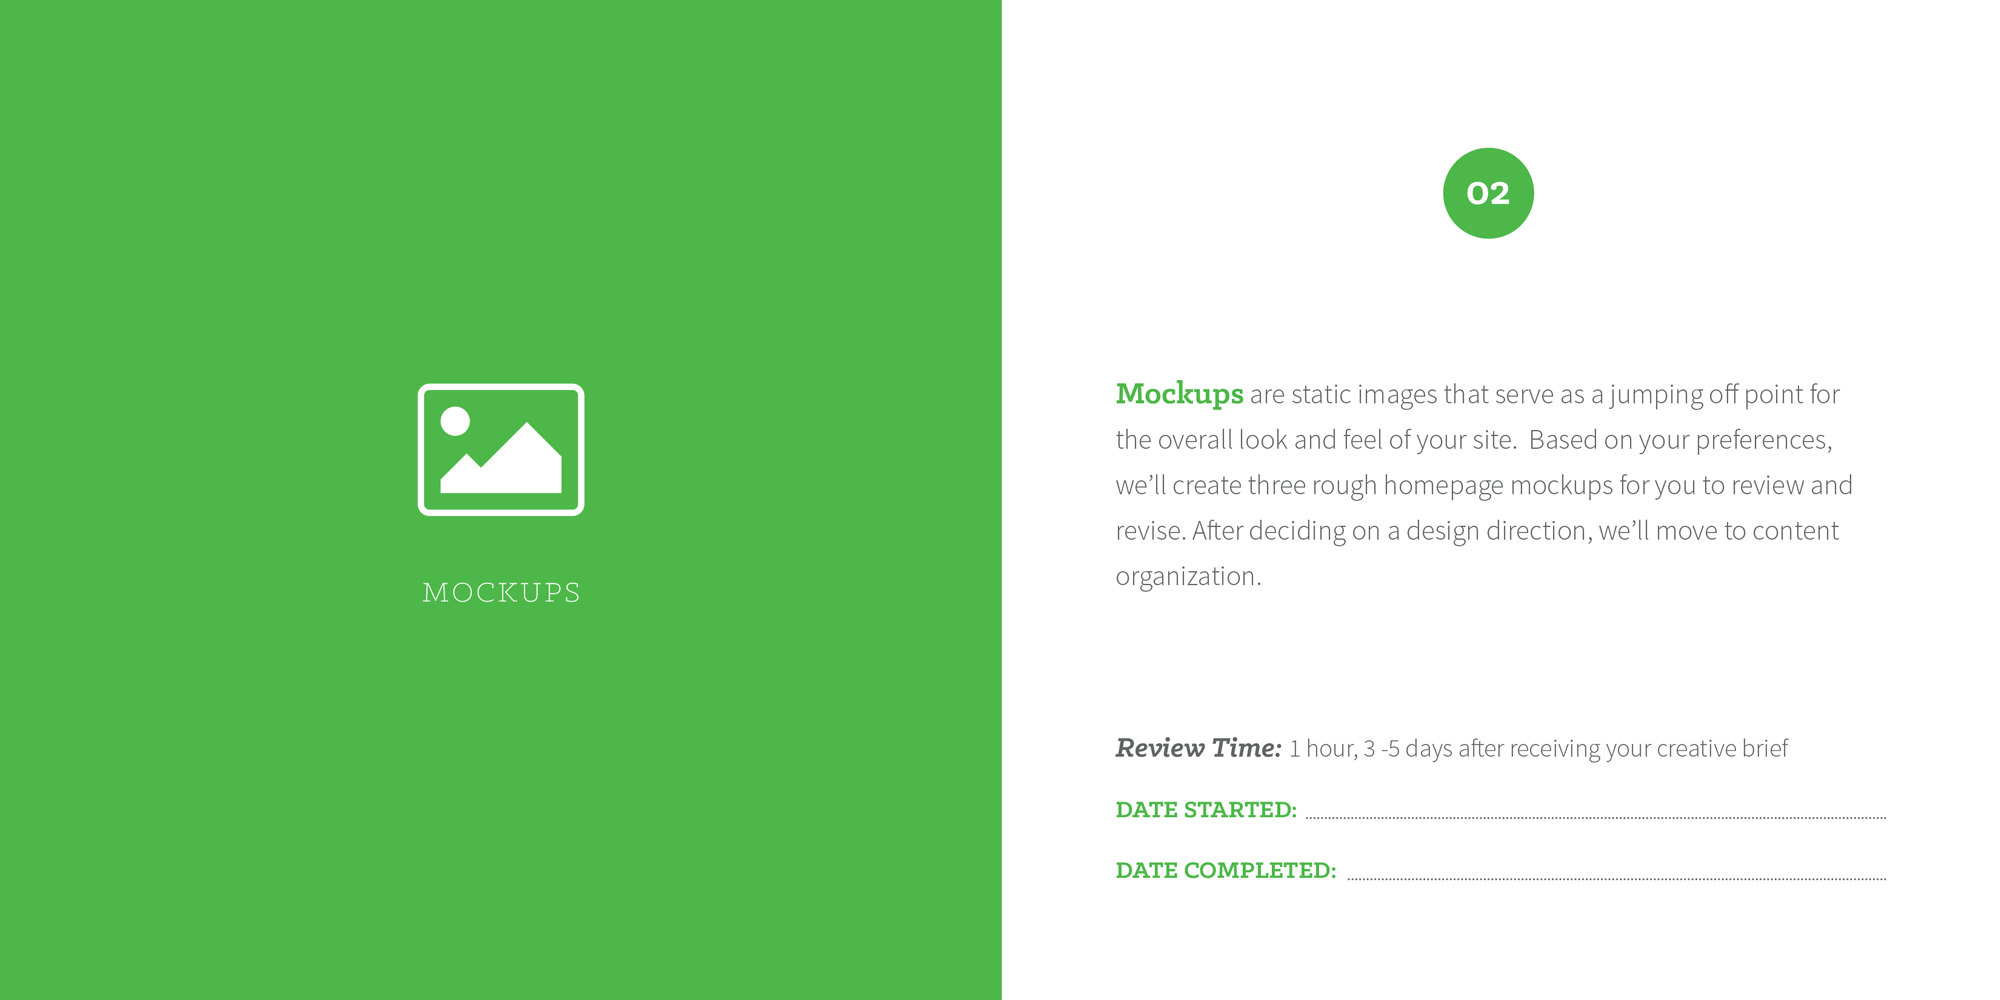 MOCKUPS
02
Mockups are static images that serve as a jumping off point for
the overall look and feel of your site.  Based on your preferences,
we’ll create three rough homepage mockups for you to review and
revise. After deciding on a design direction, we’ll move to content
organization.
Review Time: 1 hour, 3 -5 days after receiving your creative brief
DATE STARTED:
DATE COMPLETED: